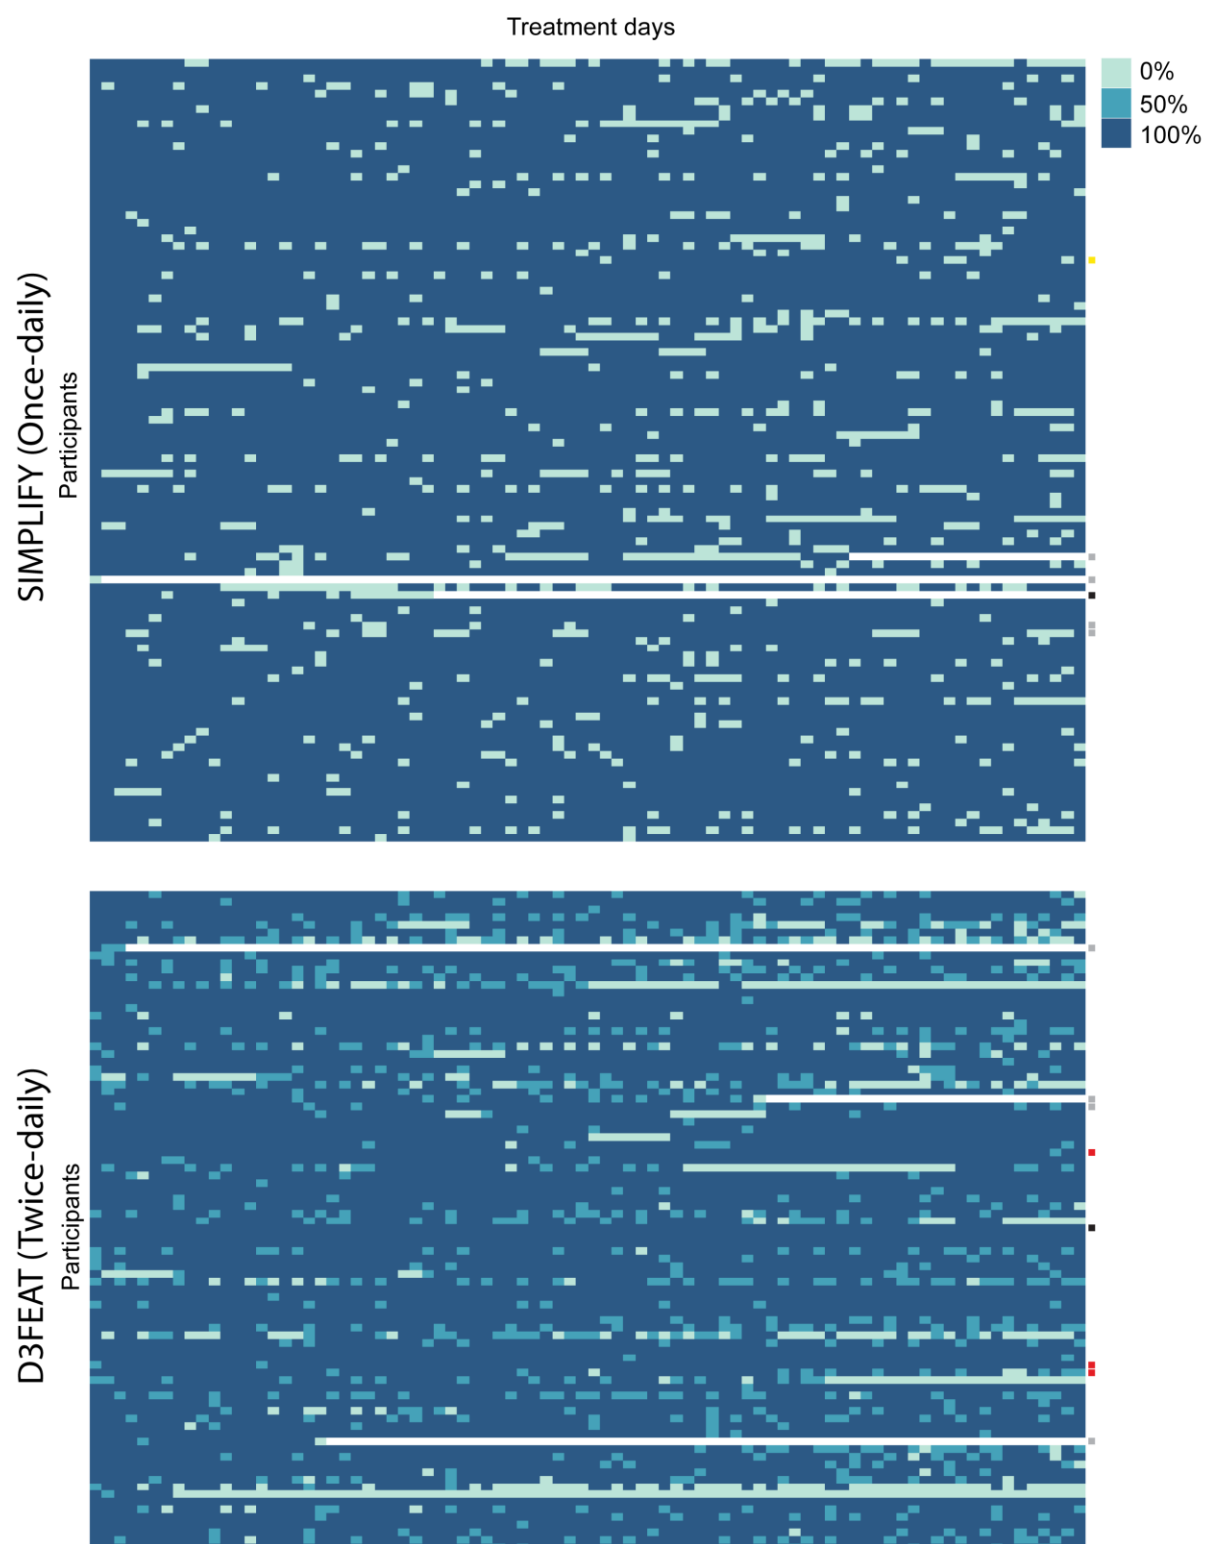 Treatment days
0%
50%
100%
SIMPLIFY (Once-daily)
Participants
D3FEAT (Twice-daily)
Participants